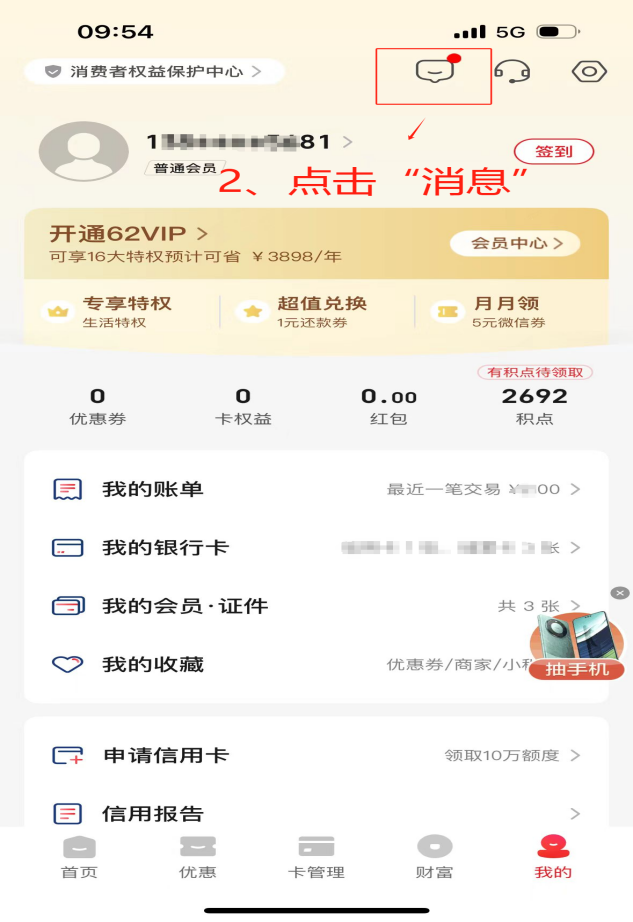 09:54
5G
消费者权益保护中心 >
1 81 >
普通会员
签到
2、点击“消息”
开通62VIP >
可享16大特权预计可省 ¥3898/年
会员中心 >
专享特权
生活特权
超值兑换
1元还款券
月月领
5元微信券
有积点待领取
0
0
0.00
2692
优惠券
卡权益
红包
积点
我的账单
最近一笔交易 00 >
我的银行卡
张 >
我的会员·证件
共 3 张 >
我的收藏
优惠券/商家/小
抽手机
申请信用卡
领取10万额度 >
信用报告
>
首页
优惠
卡管理
财富
我的